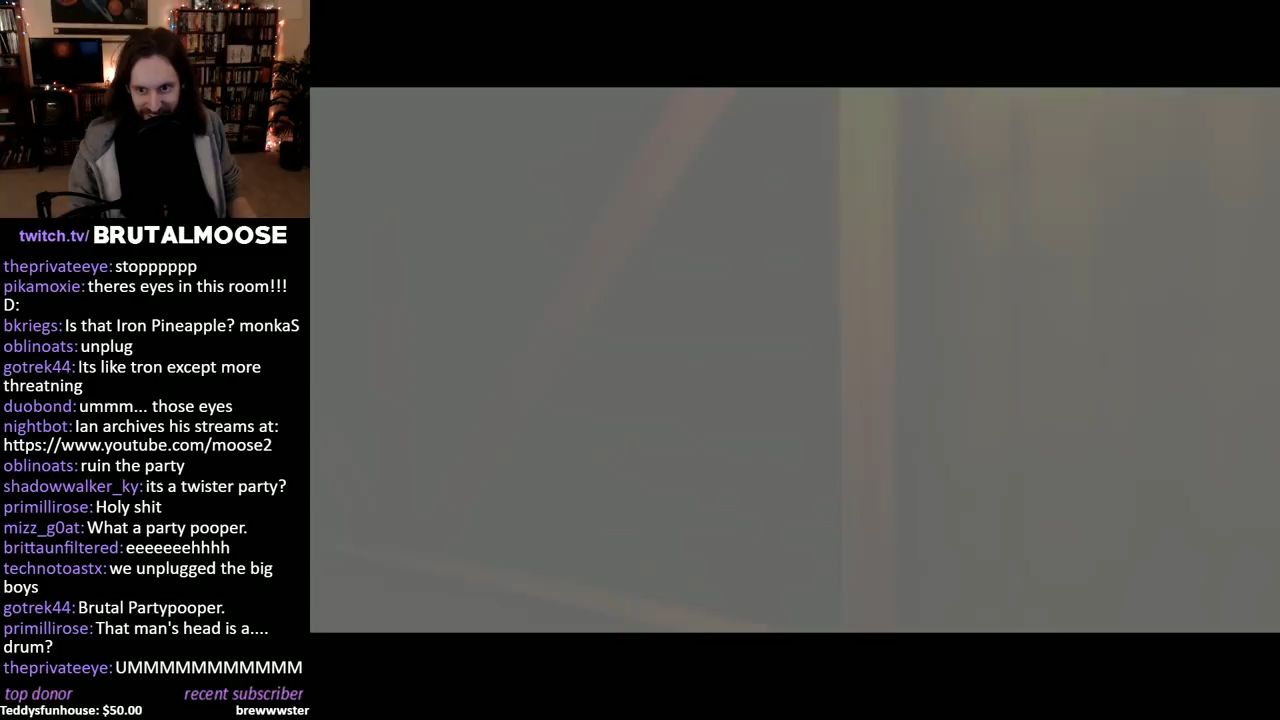 twitch.tv/ BRUTALMOOSE
theprivateeye: stopppppp
pikamoxie: theres eyes in this room!!!
D:
bkriegs: Is that Iron Pineapple? monkaS
oblinoats: unplug
gotrek44: Its like tron except more
threatning
duobond: ummm... those eyes
nightbot: Ian archives his streams at:
https://www.youtube.com/moose2
oblinoats: ruin the party
shadowwalker_ky: its a twister party?
primillirose: Holy shit
mizz_g0at: What a party pooper.
brittaunfiltered: eeeeeeehhhh
technotoastx: we unplugged the big
boys
gotrek44: Brutal Partypooper.
primillirose: That man's head is a....
drum?
theprivateeye: UMMMMMMMMMMM
top donor recent subscriber
Teddysfunhouse: $50.00 brewwwster